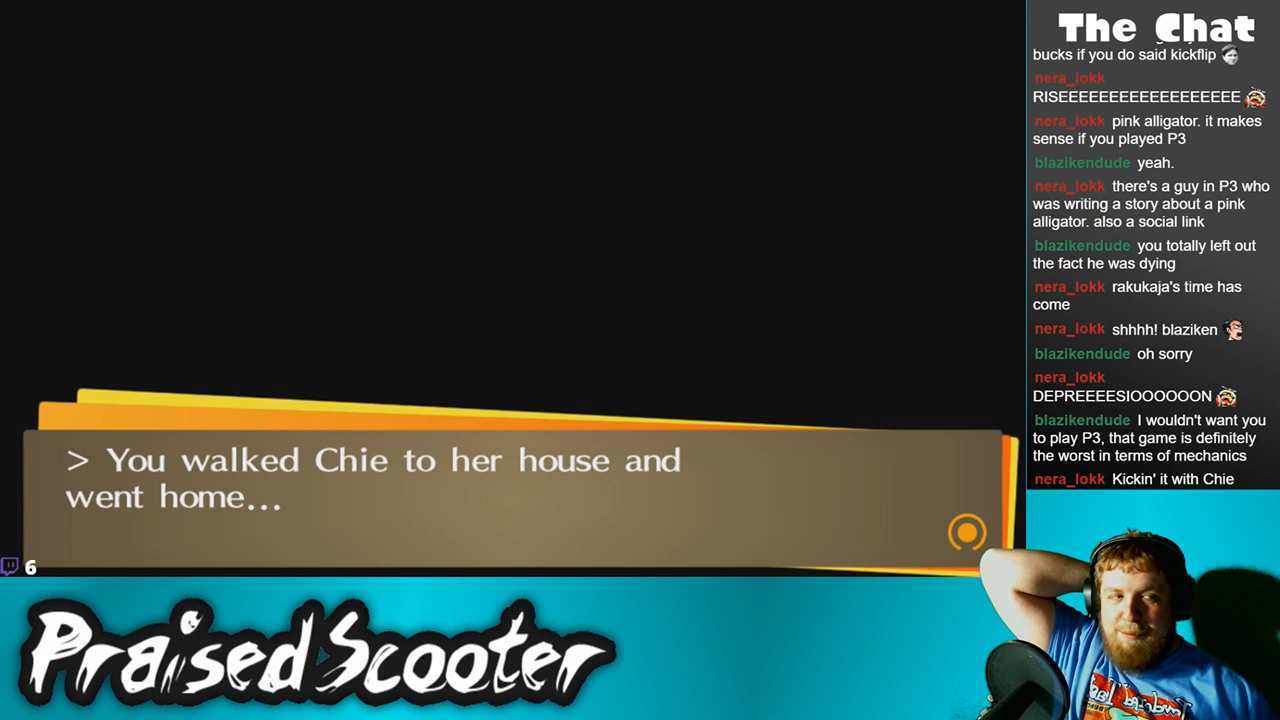 The Chat
bucks if you do said kickflip
nera_lokk
RISEEEEEEEEEEEEEEEEEE
nera_lokk pink alligator. it makes
sense if you played P3
blazikendude yeah.
nera_lokk there's a guy in P3 who
was writing a story about a pink
alligator. also a social link
blazikendude you totally left out
the fact he was dying
nera_lokk rakukaja's time has
come
nera_lokk shhhh! blaziken
blazikendude oh sorry
nera_lokk
DEPREEEESIOOOOOON
blazikendude I wouldn't want you
to play P3, that game is definitely
the worst in terms of mechanics
nera_lokk Kickin' it with Chie
> You walked Chie to her house and
went home...
6
PraisedScooter